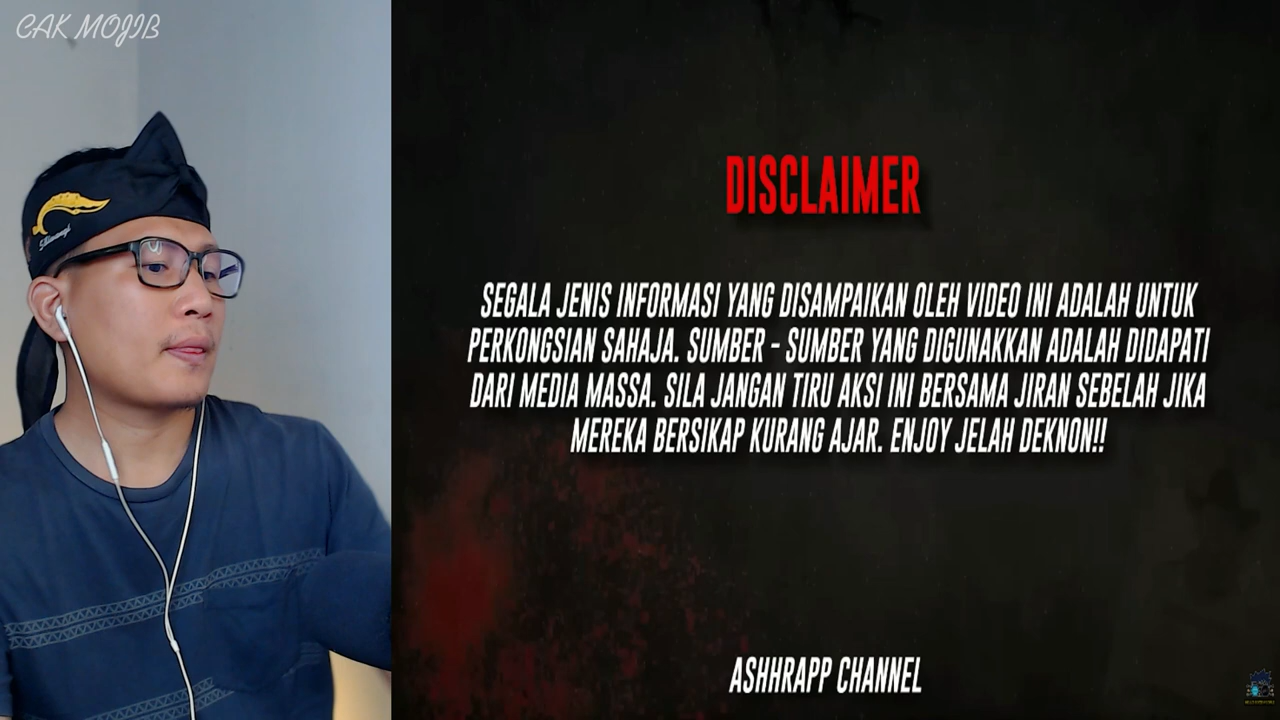 CAK MOJIB
DISCLAIMER
SEGALA JENIS INFORMASI YANG DISAMPAIKAN OLEH VIDEO INI ADALAH UNTUK
PERKONGSIAN SAHAJA. SUMBER - SUMBER YANG DIGUNAKKAN ADALAH DIDAPATI
DARI MEDIA MASSA. SILA JANGAN TIRU AKSI INI BERSAMA JIRAN SEBELAH JIKA
MEREKA BERSIKAP KURANG AJAR. ENJOY JELAH DEKNON!!
ASHHRAPP CHANNEL